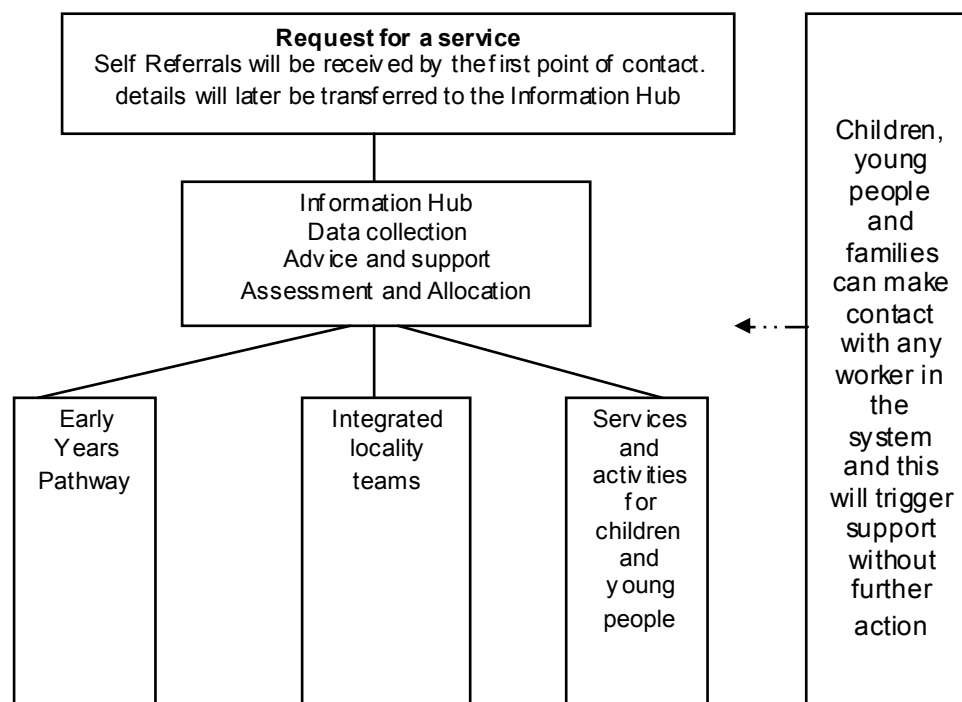 Request for a service
Self Referrals will be received by the first point of contact.
details will later be transferred to the Information Hub
Information Hub
Data collection
Advice and support
Assessment and Allocation
Early
Years
Pathway
Integrated
locality
teams
Services
and
activities
for
children
and
young
people
Children,
young
people
and
families
can make
contact
with any
worker in
the
system
and this
will trigger
support
without
further
action